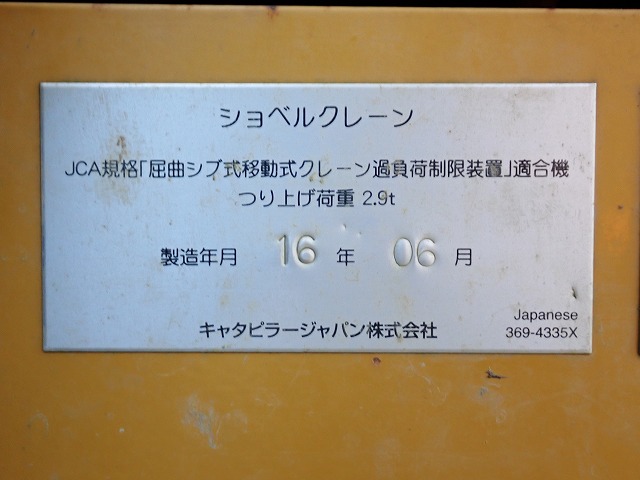 ショベルクレーン
JCA規格｢屈曲ジブ式移動式クレーン過負荷制限装置｣適合機
つり上げ荷重 2.9t
製造年月 16 年 06 月
キャタピラージャパン株式会社
Japanese
369-4335X